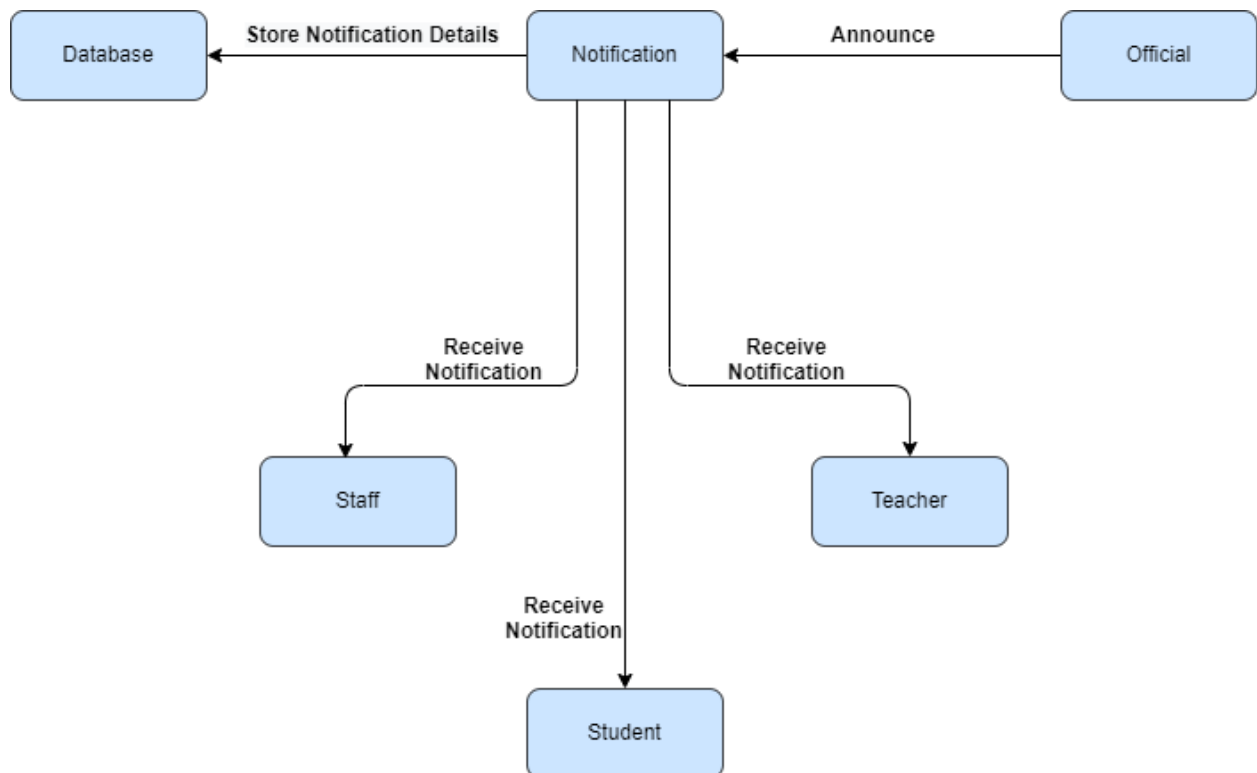 Store Notification Details
Announce
Database
Notification
Official
Receive
Notification
Receive
Notification
Staff
Teacher
Receive
Notification
Student